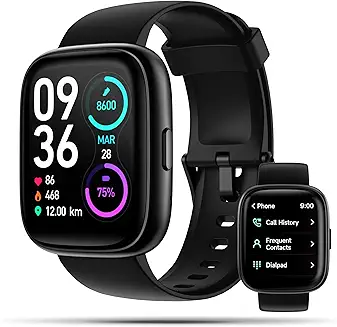 09
36
8600
MAR
28
86
468
12.00 km
75%
Phone
9:00
Call History
Frequent
Contacts
Dialpad